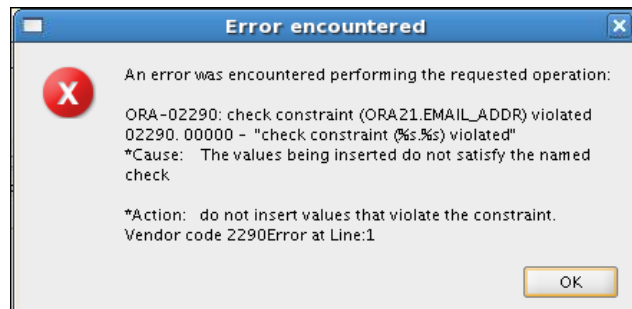 Error encountered
An error was encountered performing the requested operation:
ORA-02290: check constraint (ORA21.EMAIL_ADDR) violated
02290. 00000 - "check constraint (%s.%s) violated"
*Cause: The values being inserted do not satisfy the named
check
*Action: do not insert values that violate the constraint.
Vendor code 2290Error at Line:1
OK